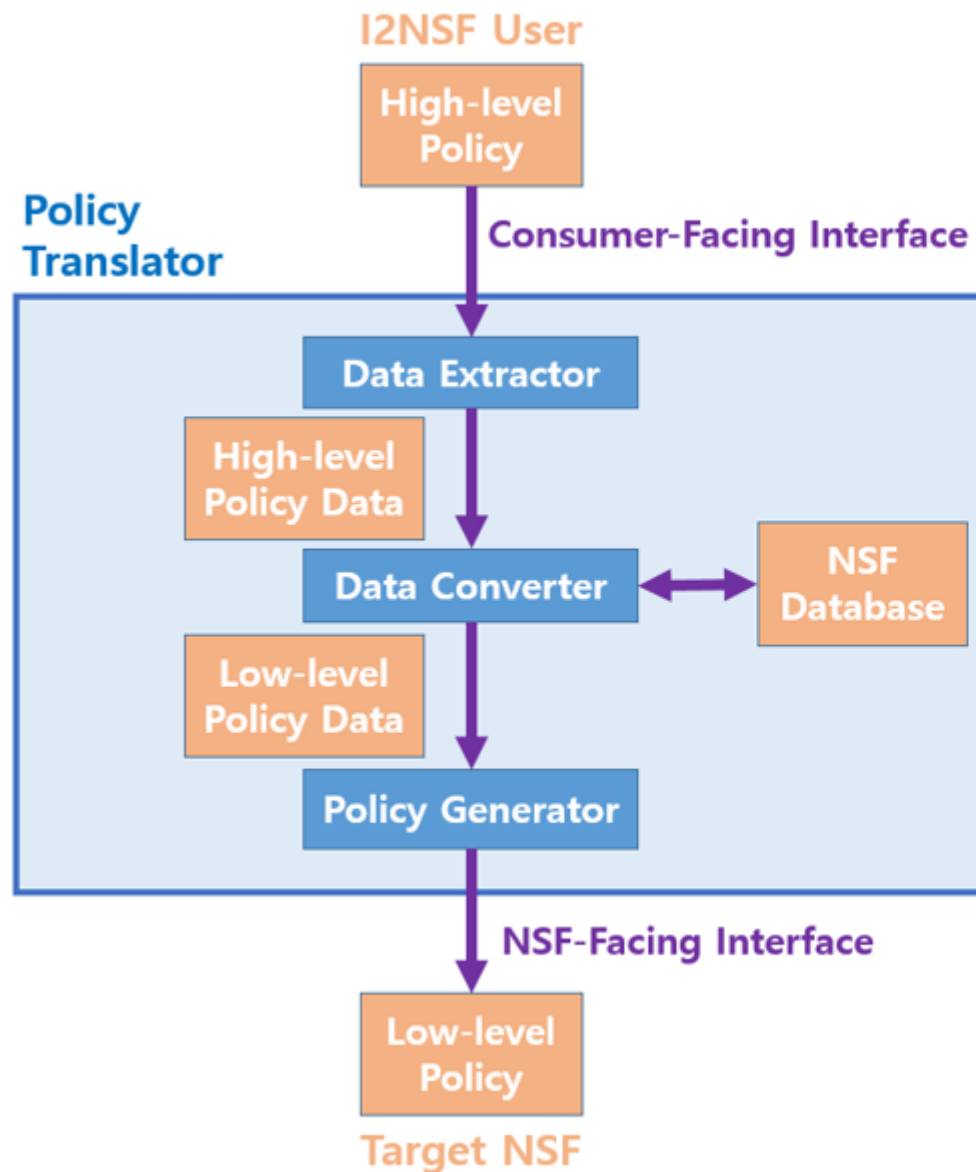 I2NSF User
High-level
Policy
Policy
Translator
Consumer-Facing Interface
Data Extractor
High-level
Policy Data
Data Converter
NSF
Database
Low-level
Policy Data
Policy Generator
NSF-Facing Interface
Low-level
Policy
Target NSF